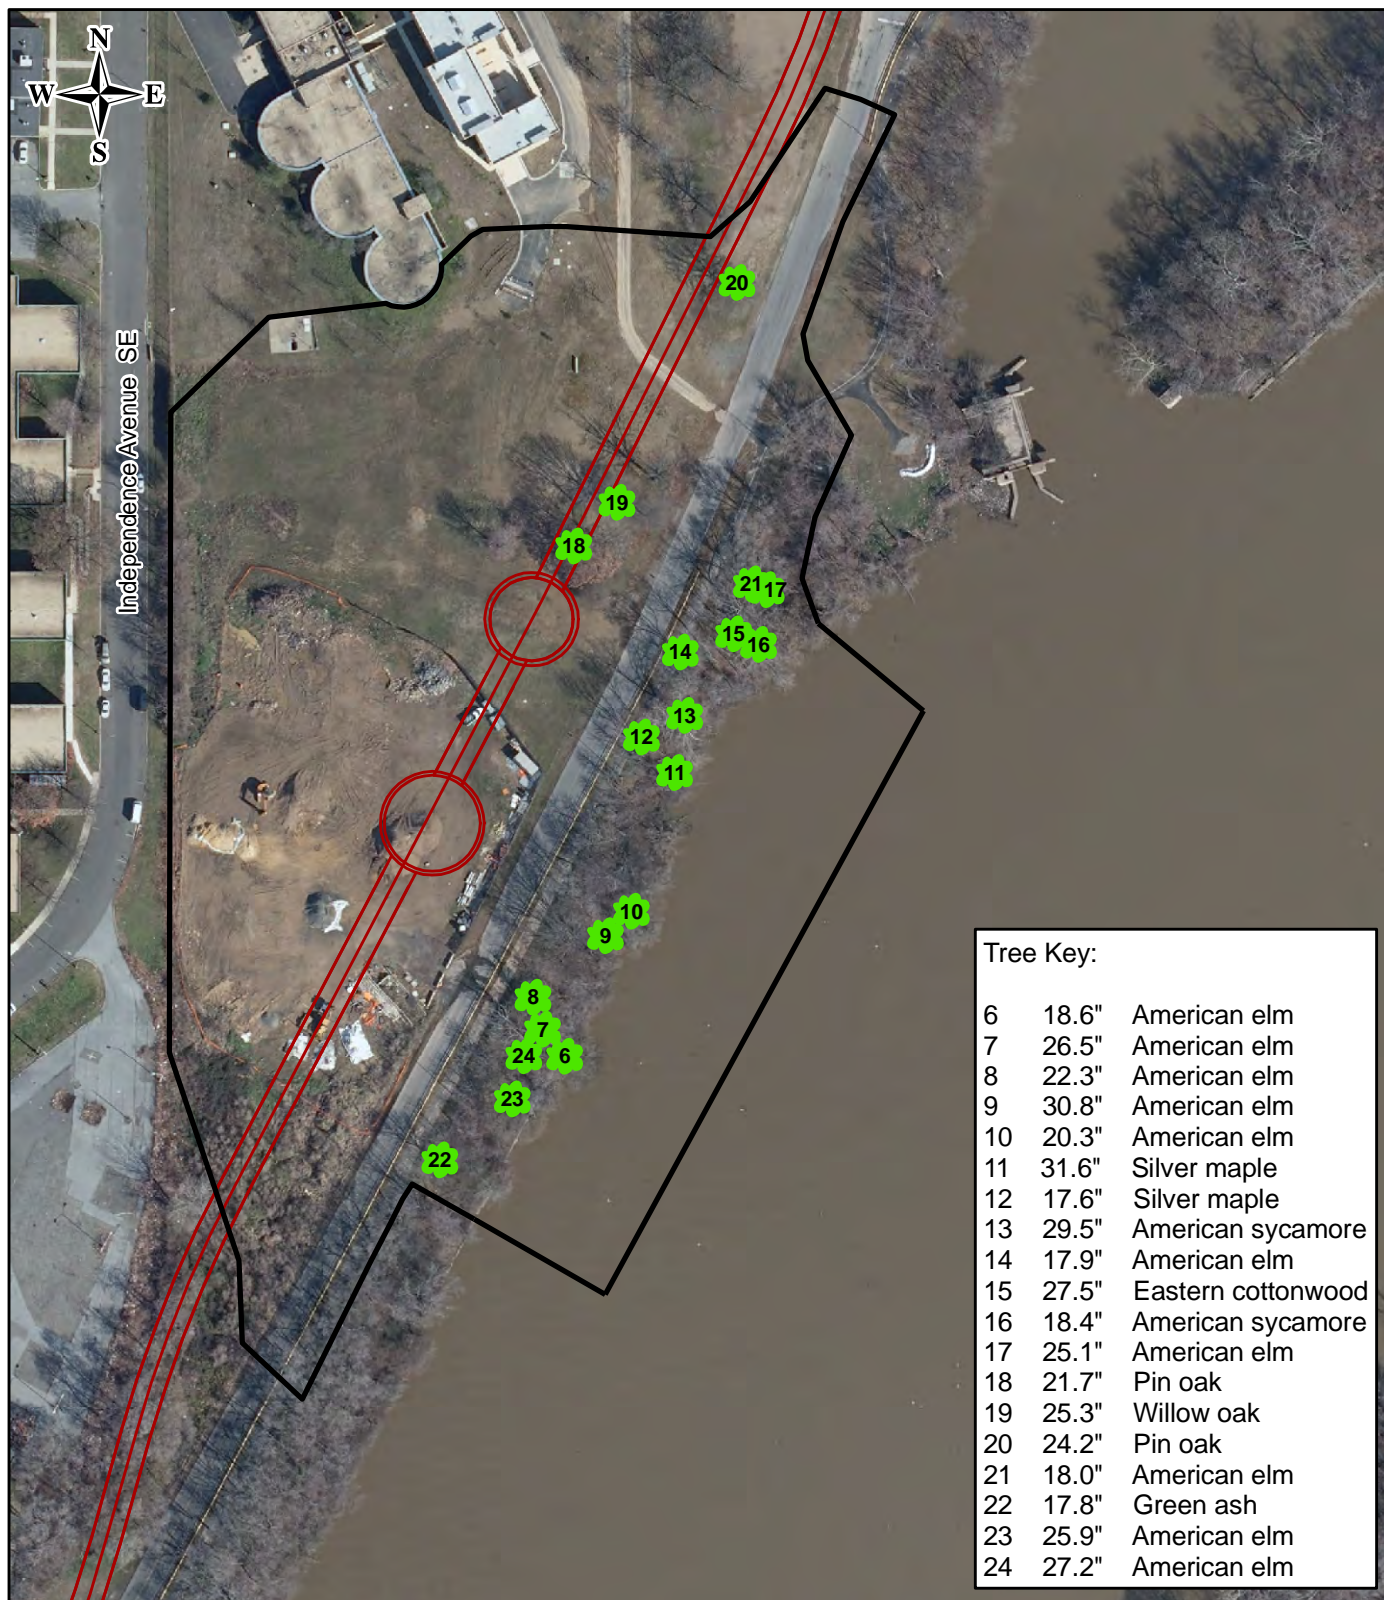 N
W E
S
Independence Avenue SE
20
19
18
21
17
15
16
14
13
12
11
10
9
8
7
24
6
23
22
Tree Key:
6 18.6" American elm
7 26.5" American elm
8 22.3" American elm
9 30.8" American elm
10 20.3" American elm
11 31.6" Silver maple
12 17.6" Silver maple
13 29.5" American sycamore
14 17.9" American elm
15 27.5" Eastern cottonwood
16 18.4" American sycamore
17 25.1" American elm
18 21.7" Pin oak
19 25.3" Willow oak
20 24.2" Pin oak
21 18.0" American elm
22 17.8" Green ash
23 25.9" American elm
24 27.2" American elm